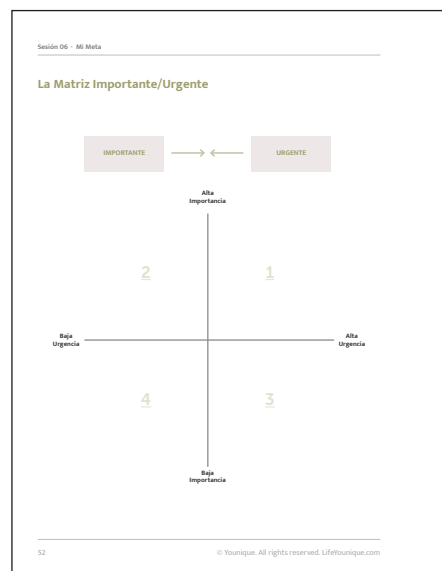 Sesión 06 · Mi Meta
La Matriz Importante/Urgente
IMPORTANTE
URGENTE
Alta
Importancia
2
1
Baja
Urgencia
Alta
Urgencia
4
3
Baja
Importancia
52
© Younique. All rights reserved. LifeYounique.com